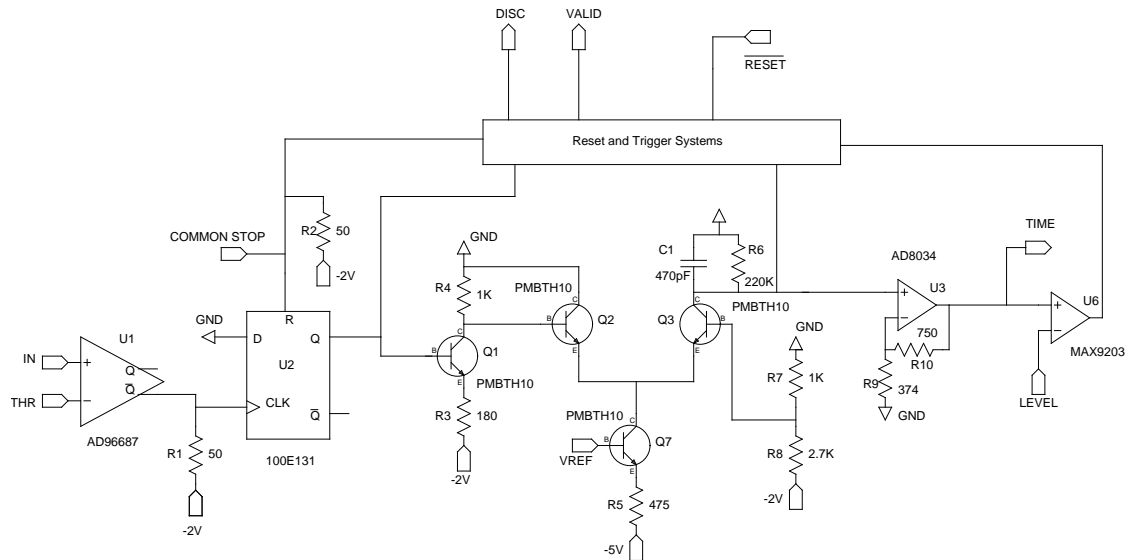 DISC
VALID
RESET
Reset and Trigger Systems
COMMON STOP
R2
50
-2V
GND
R4
1K
PMBTH10
C1
470pF
R6
220K
PMBTH10
TIME
AD8034
U3
U6
MAX9203
750
R10
R9
374
GND
LEVEL
GND
R
D
Q
U2
CLK
Q
100E131
U1
IN
THR
+
−
Q
Q
AD96687
R1
50
-2V
B
C
E
Q1
PMBTH10
R3
180
-2V
B
C
E
Q2
C
B
E
Q3
PMBTH10
B
C
E
Q7
VREF
R5
475
-5V
GND
R7
1K
R8
2.7K
-2V
+
−
+
−